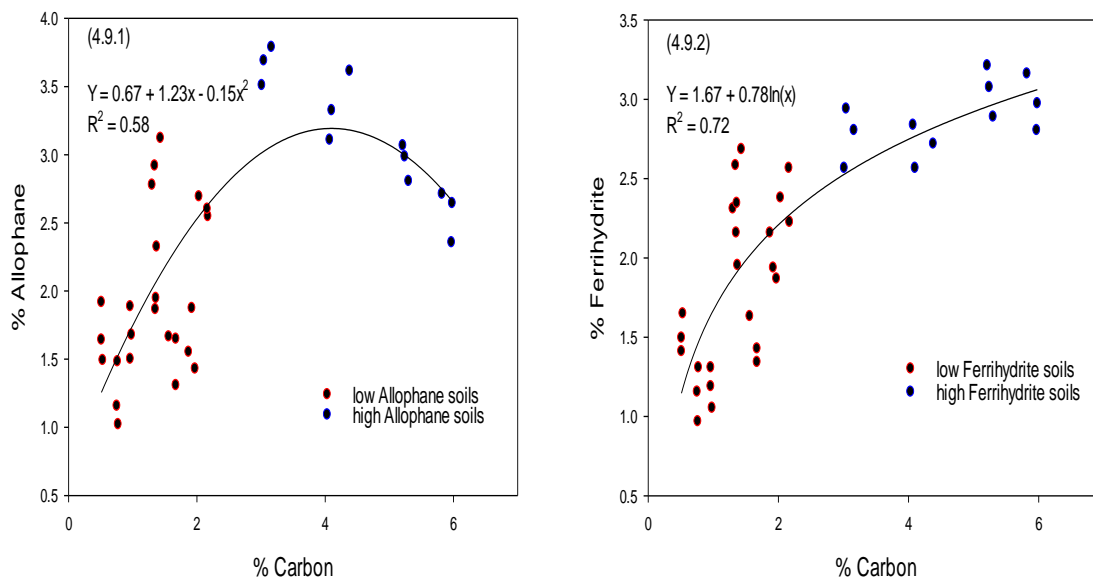 (4.9.1)
Y = 0.67 + 1.23x - 0.15x²
R² = 0.58
% Allophane
4.0
3.5
3.0
2.5
2.0
1.5
1.0
0.5
low Allophane soils
high Allophane soils
0 2 4 6
% Carbon
(4.9.2)
Y = 1.67 + 0.78ln(x)
R² = 0.72
% Ferrihydrite
3.5
3.0
2.5
2.0
1.5
1.0
0.5
low Ferrihydrite soils
high Ferrihydrite soils
0 2 4 6
% Carbon